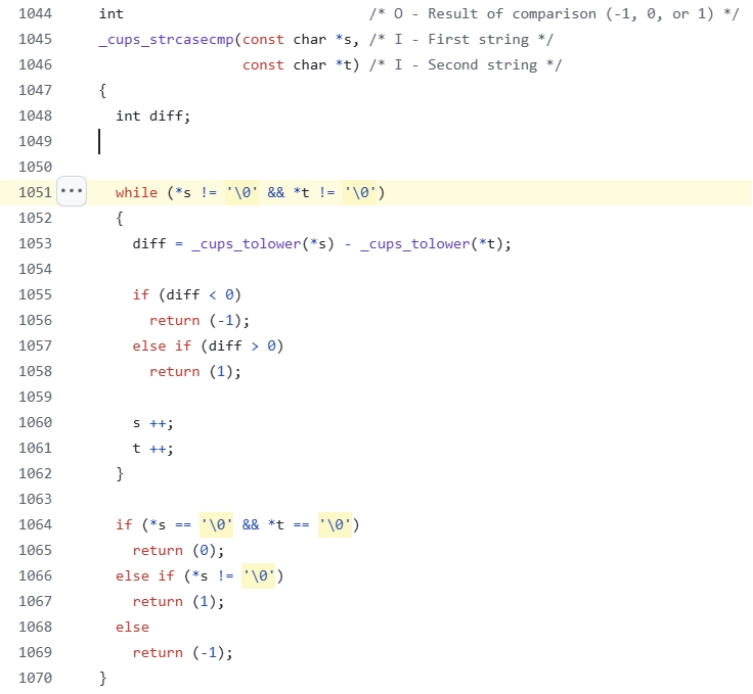 1044 int /* O - Result of comparison (-1, 0, or 1) */
1045 _cups_strcasecmp(const char *s, /* I - First string */
1046 const char *t) /* I - Second string */
1047 {
1048 int diff;
1049
1050
1051 ••• while (*s != '\0' && *t != '\0')
1052 {
1053 diff = _cups_tolower(*s) - _cups_tolower(*t);
1054
1055 if (diff < 0)
1056 return (-1);
1057 else if (diff > 0)
1058 return (1);
1059
1060 s ++;
1061 t ++;
1062 }
1063
1064 if (*s == '\0' && *t == '\0')
1065 return (0);
1066 else if (*s != '\0')
1067 return (1);
1068 else
1069 return (-1);
1070 }